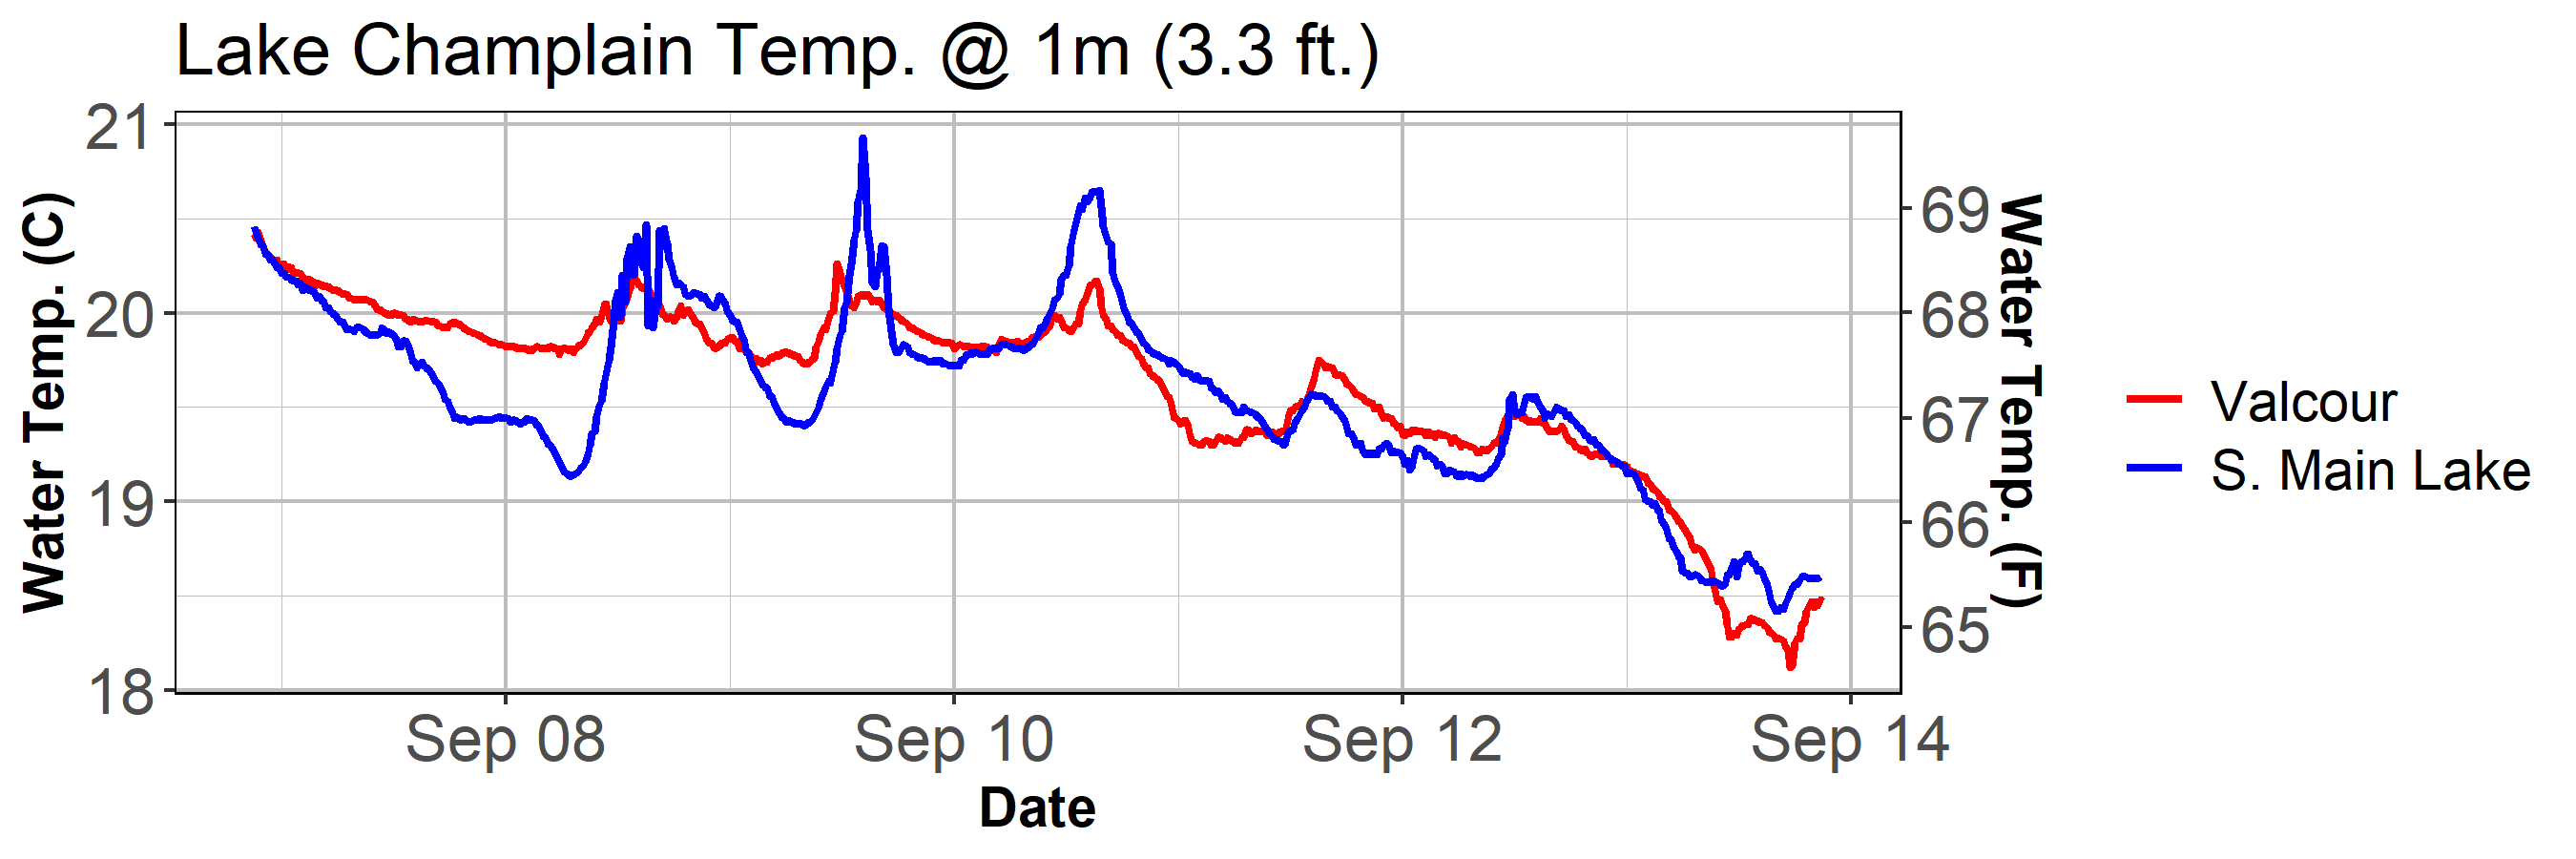 Lake Champlain Temp. @ 1m (3.3 ft.)
Water Temp. (C)
21
20
19
18
69
68
67
66
65
Water Temp. (F)
Sep 08 Sep 10 Sep 12 Sep 14
Date
Valcour
S. Main Lake